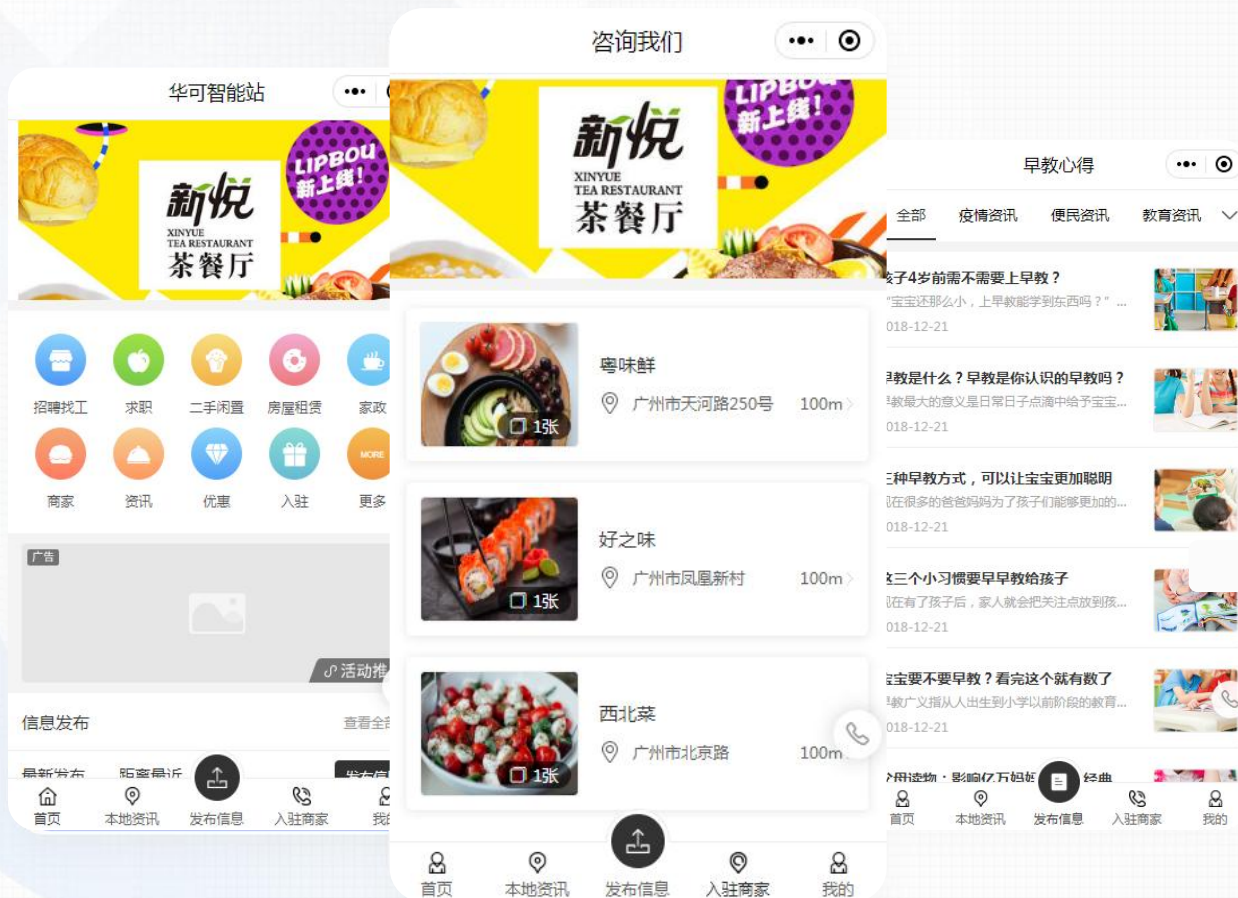 华可智能站
LIPBOU
新上线!
新悦
XINYUE
TEA RESTAURANT
茶餐厅
招聘找工
求职
二手闲置
房屋租赁
家政
商家
资讯
优惠
入驻
MORE
更多
广告
活动推
信息发布
查看全部
最新发布
距离最近
发布信
首页
本地资讯
发布信息
入驻商家
我的
咨询我们
LIPBOU
新上线!
新悦
XINYUE
TEA RESTAURANT
茶餐厅
1张
粤味鲜
广州市天河路250号
100m
1张
好之味
广州市凤凰新村
100m
1张
西北菜
广州市北京路
100m
首页
本地资讯
发布信息
入驻商家
我的
早教心得
全部
疫情资讯
便民资讯
教育资讯
孩子4岁前需不需要上早教？
“宝宝还那么小，上早教能学到东西吗？”...
018-12-21
早教是什么？早教是你认识的早教吗？
早教最大的意义是日常日子点滴中给予宝宝...
018-12-21
三种早教方式，可以让宝宝更加聪明
现在很多的爸爸妈妈为了孩子们能够更加的...
018-12-21
这三个小习惯要早早教给孩子
现在有了孩子后，家人就会把关注点放到孩...
018-12-21
宝宝要不要早教？看完这个就有数了
早教广义指从人出生到小学以前阶段的教育...
018-12-21
父母读物：影响亿万妈妈
经典
首页
本地资讯
发布信息
入驻商家
我的